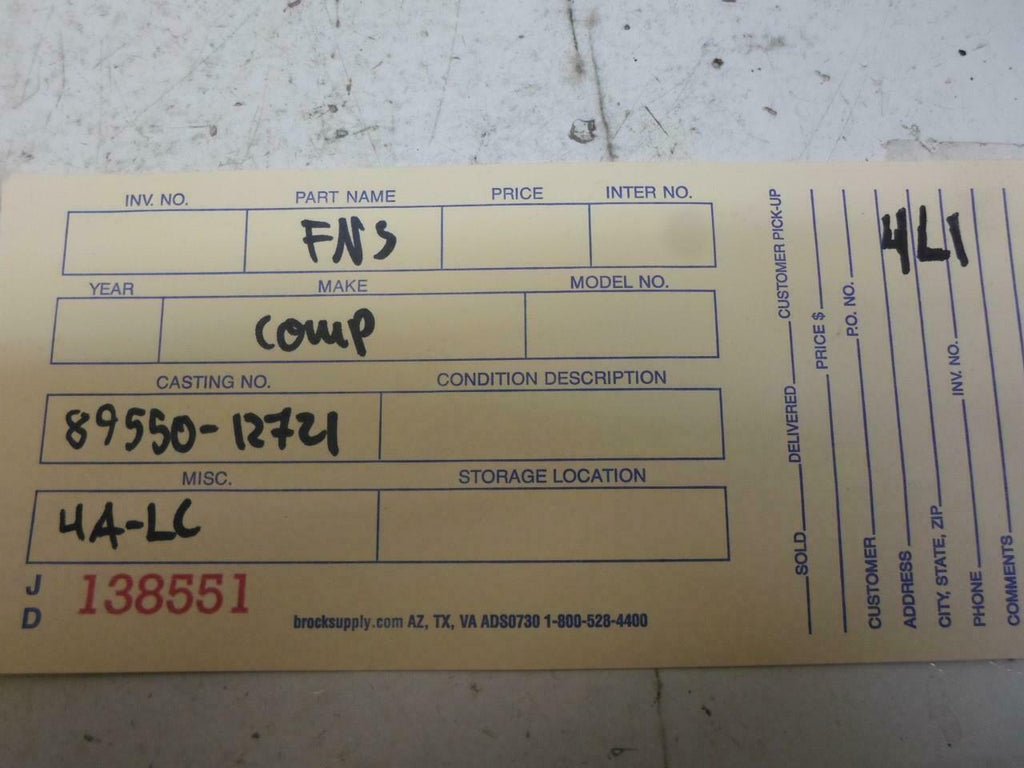 INV. NO. PART NAME PRICE INTER NO.
FNS
YEAR MAKE MODEL NO.
comp
CASTING NO. CONDITION DESCRIPTION
89550-12721
MISC. STORAGE LOCATION
4A-LC
J
D
138551
brocksupply.com AZ, TX, VA ADS0730 1-800-528-4400
SOLD DELIVERED CUSTOMER PICK-UP
PRICE $
P.O. NO.
CUSTOMER
4L1
ADDRESS
CITY, STATE, ZIP
INV. NO.
PHONE
COMMENTS